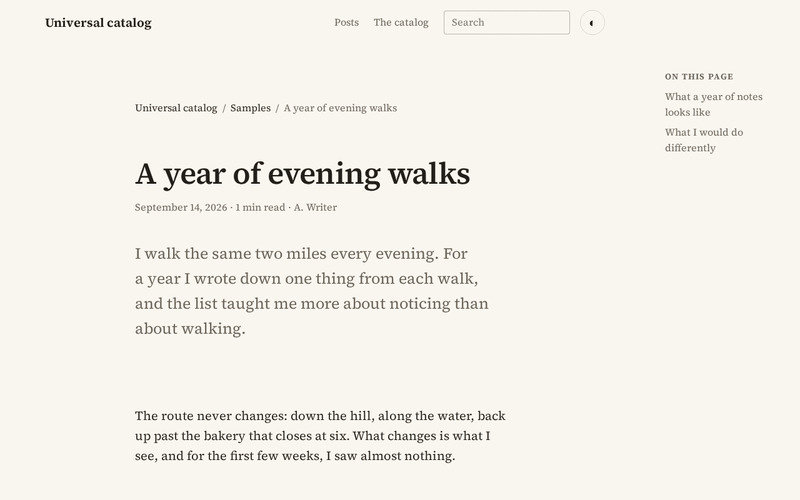 Universal catalog
Posts
The catalog
Search
Universal catalog / Samples / A year of evening walks
A year of evening walks
September 14, 2026 · 1 min read · A. Writer
I walk the same two miles every evening. For
a year I wrote down one thing from each walk,
and the list taught me more about noticing than
about walking.
The route never changes: down the hill, along the water, back
up past the bakery that closes at six. What changes is what I
see, and for the first few weeks, I saw almost nothing.
ON THIS PAGE
What a year of notes
looks like
What I would do
differently